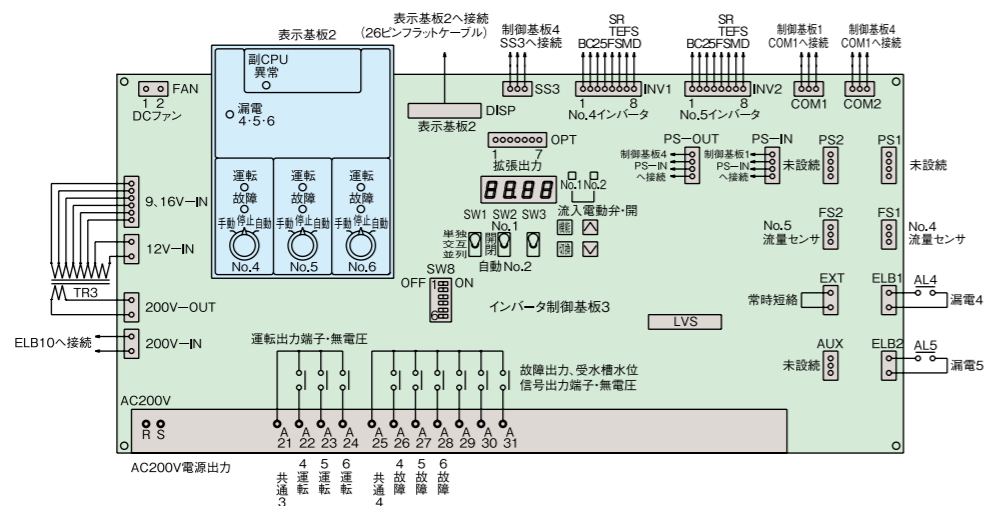 表示基板2
表示基板2へ接続
(26ピンフラットケーブル)
制御基板4
SS3へ接続
SR
TEFS
BC25FSMD
SR
TEFS
BC25FSMD
制御基板1
COM1へ接続
制御基板4
COM1へ接続
副CPU
異常
漏電
4・5・6
運転
故障
手動 停止 自動
No.4
運転
故障
手動 停止 自動
No.5
運転
故障
手動 停止 自動
No.6
FAN
1 2
DCファン
DISP
表示基板2
SS3
INV1
1 8
No.4インバータ
INV2
1 8
No.5インバータ
COM1
COM2
OPT
1 7
拡張出力
PS-OUT
制御基板4
PS-IN
へ接続
PS-IN
制御基板1
PS-IN
へ接続
PS2
未設続
PS1
未設続
No.1 No.2
流入電動弁・開
SW1 SW2 SW3
No.1
単独
交互
並列
開
閉
自動 No.2
SW8
OFF 1 ON
6
インバータ制御基板3
LVS
9、16V-IN
12V-IN
TR3
200V-OUT
200V-IN
ELB10へ接続
FS2
No.5
流量センサ
FS1
No.4
流量センサ
EXT
常時短絡
ELB1
AL4
漏電4
AUX
未設続
ELB2
AL5
漏電5
運転出力端子・無電圧
故障出力、受水槽水位
信号出力端子・無電圧
AC200V
R S
AC200V電源出力
A21
A22
A23
A24
A25
A26
A27
A28
A29
A30
A31
共通3
4運転
5運転
6運転
共通4
4故障
5故障
6故障